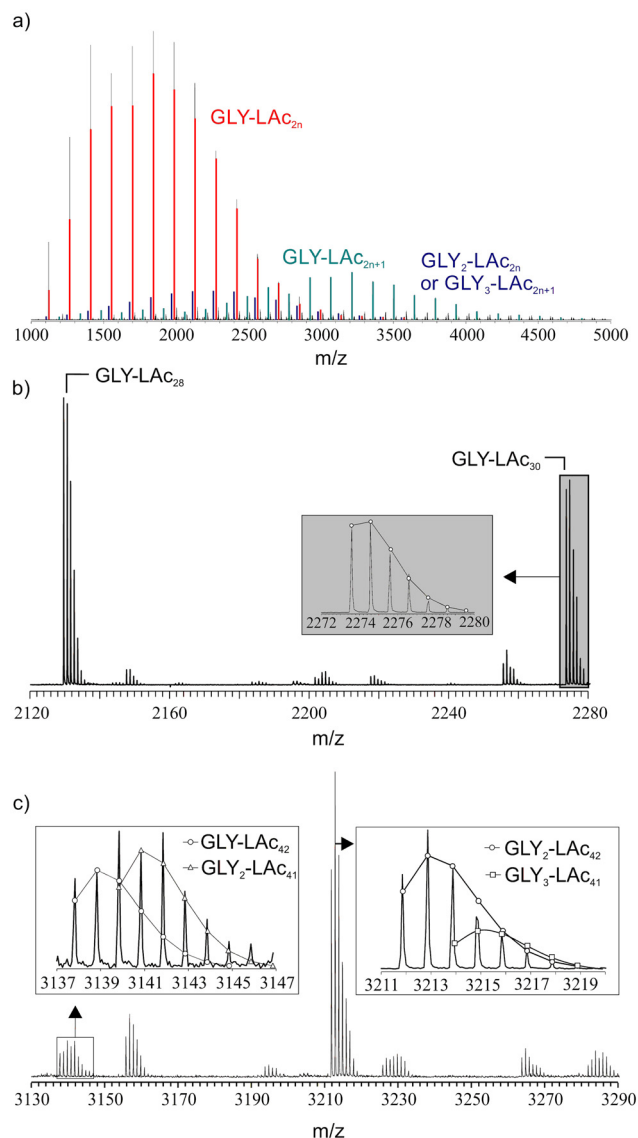 a)
GLY-LAc₂ₙ
GLY-LAc₂ₙ₊₁
GLY₂-LAc₂ₙ
or GLY₃-LAc₂ₙ₊₁
1000 1500 2000 2500 3000 3500 4000 4500 5000
m/z
b)
GLY-LAc₂₈
GLY-LAc₃₀
2272 2274 2276 2278 2280
2120 2160 2200 2240 2280
m/z
c)
GLY-LAc₄₂
GLY₂-LAc₄₁
3137 3139 3141 3143 3145 3147
GLY₂-LAc₄₂
GLY₃-LAc₄₁
3211 3213 3215 3217 3219
3130 3150 3170 3190 3210 3230 3250 3270 3290
m/z